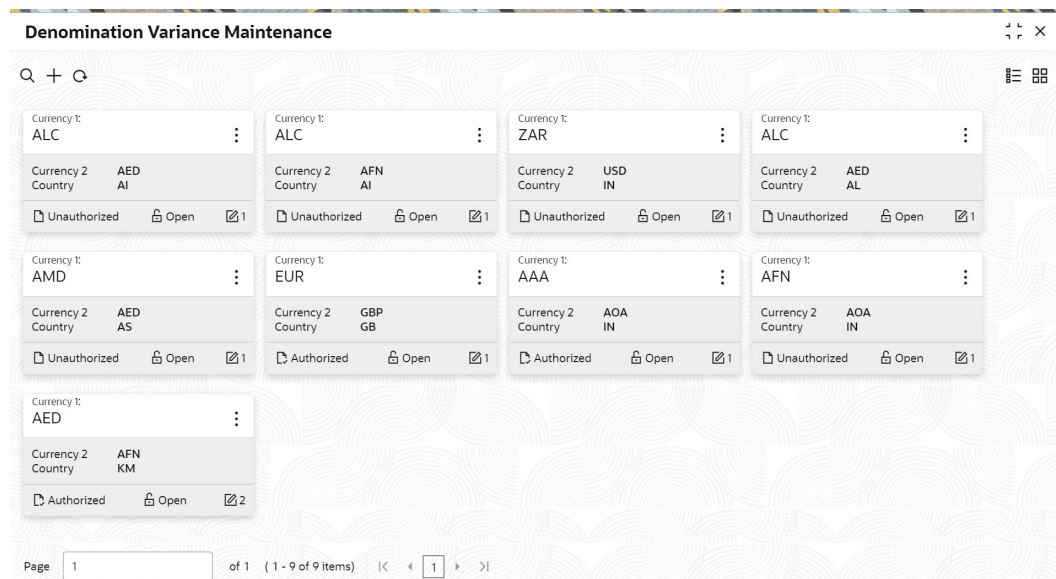 Denomination Variance Maintenance
Currency 1:
ALC
Currency 2 AED
Country AI
Unauthorized Open 1
Currency 1:
ALC
Currency 2 AFN
Country AI
Unauthorized Open 1
Currency 1:
ZAR
Currency 2 USD
Country IN
Unauthorized Open 1
Currency 1:
ALC
Currency 2 AED
Country AL
Unauthorized Open 1
Currency 1:
AMD
Currency 2 AED
Country AS
Unauthorized Open 1
Currency 1:
EUR
Currency 2 GBP
Country GB
Authorized Open 1
Currency 1:
AAA
Currency 2 AOA
Country IN
Authorized Open 1
Currency 1:
AFN
Currency 2 AOA
Country IN
Unauthorized Open 1
Currency 1:
AED
Currency 2 AFN
Country KM
Authorized Open 2
Page 1 of 1 (1 - 9 of 9 items) 1